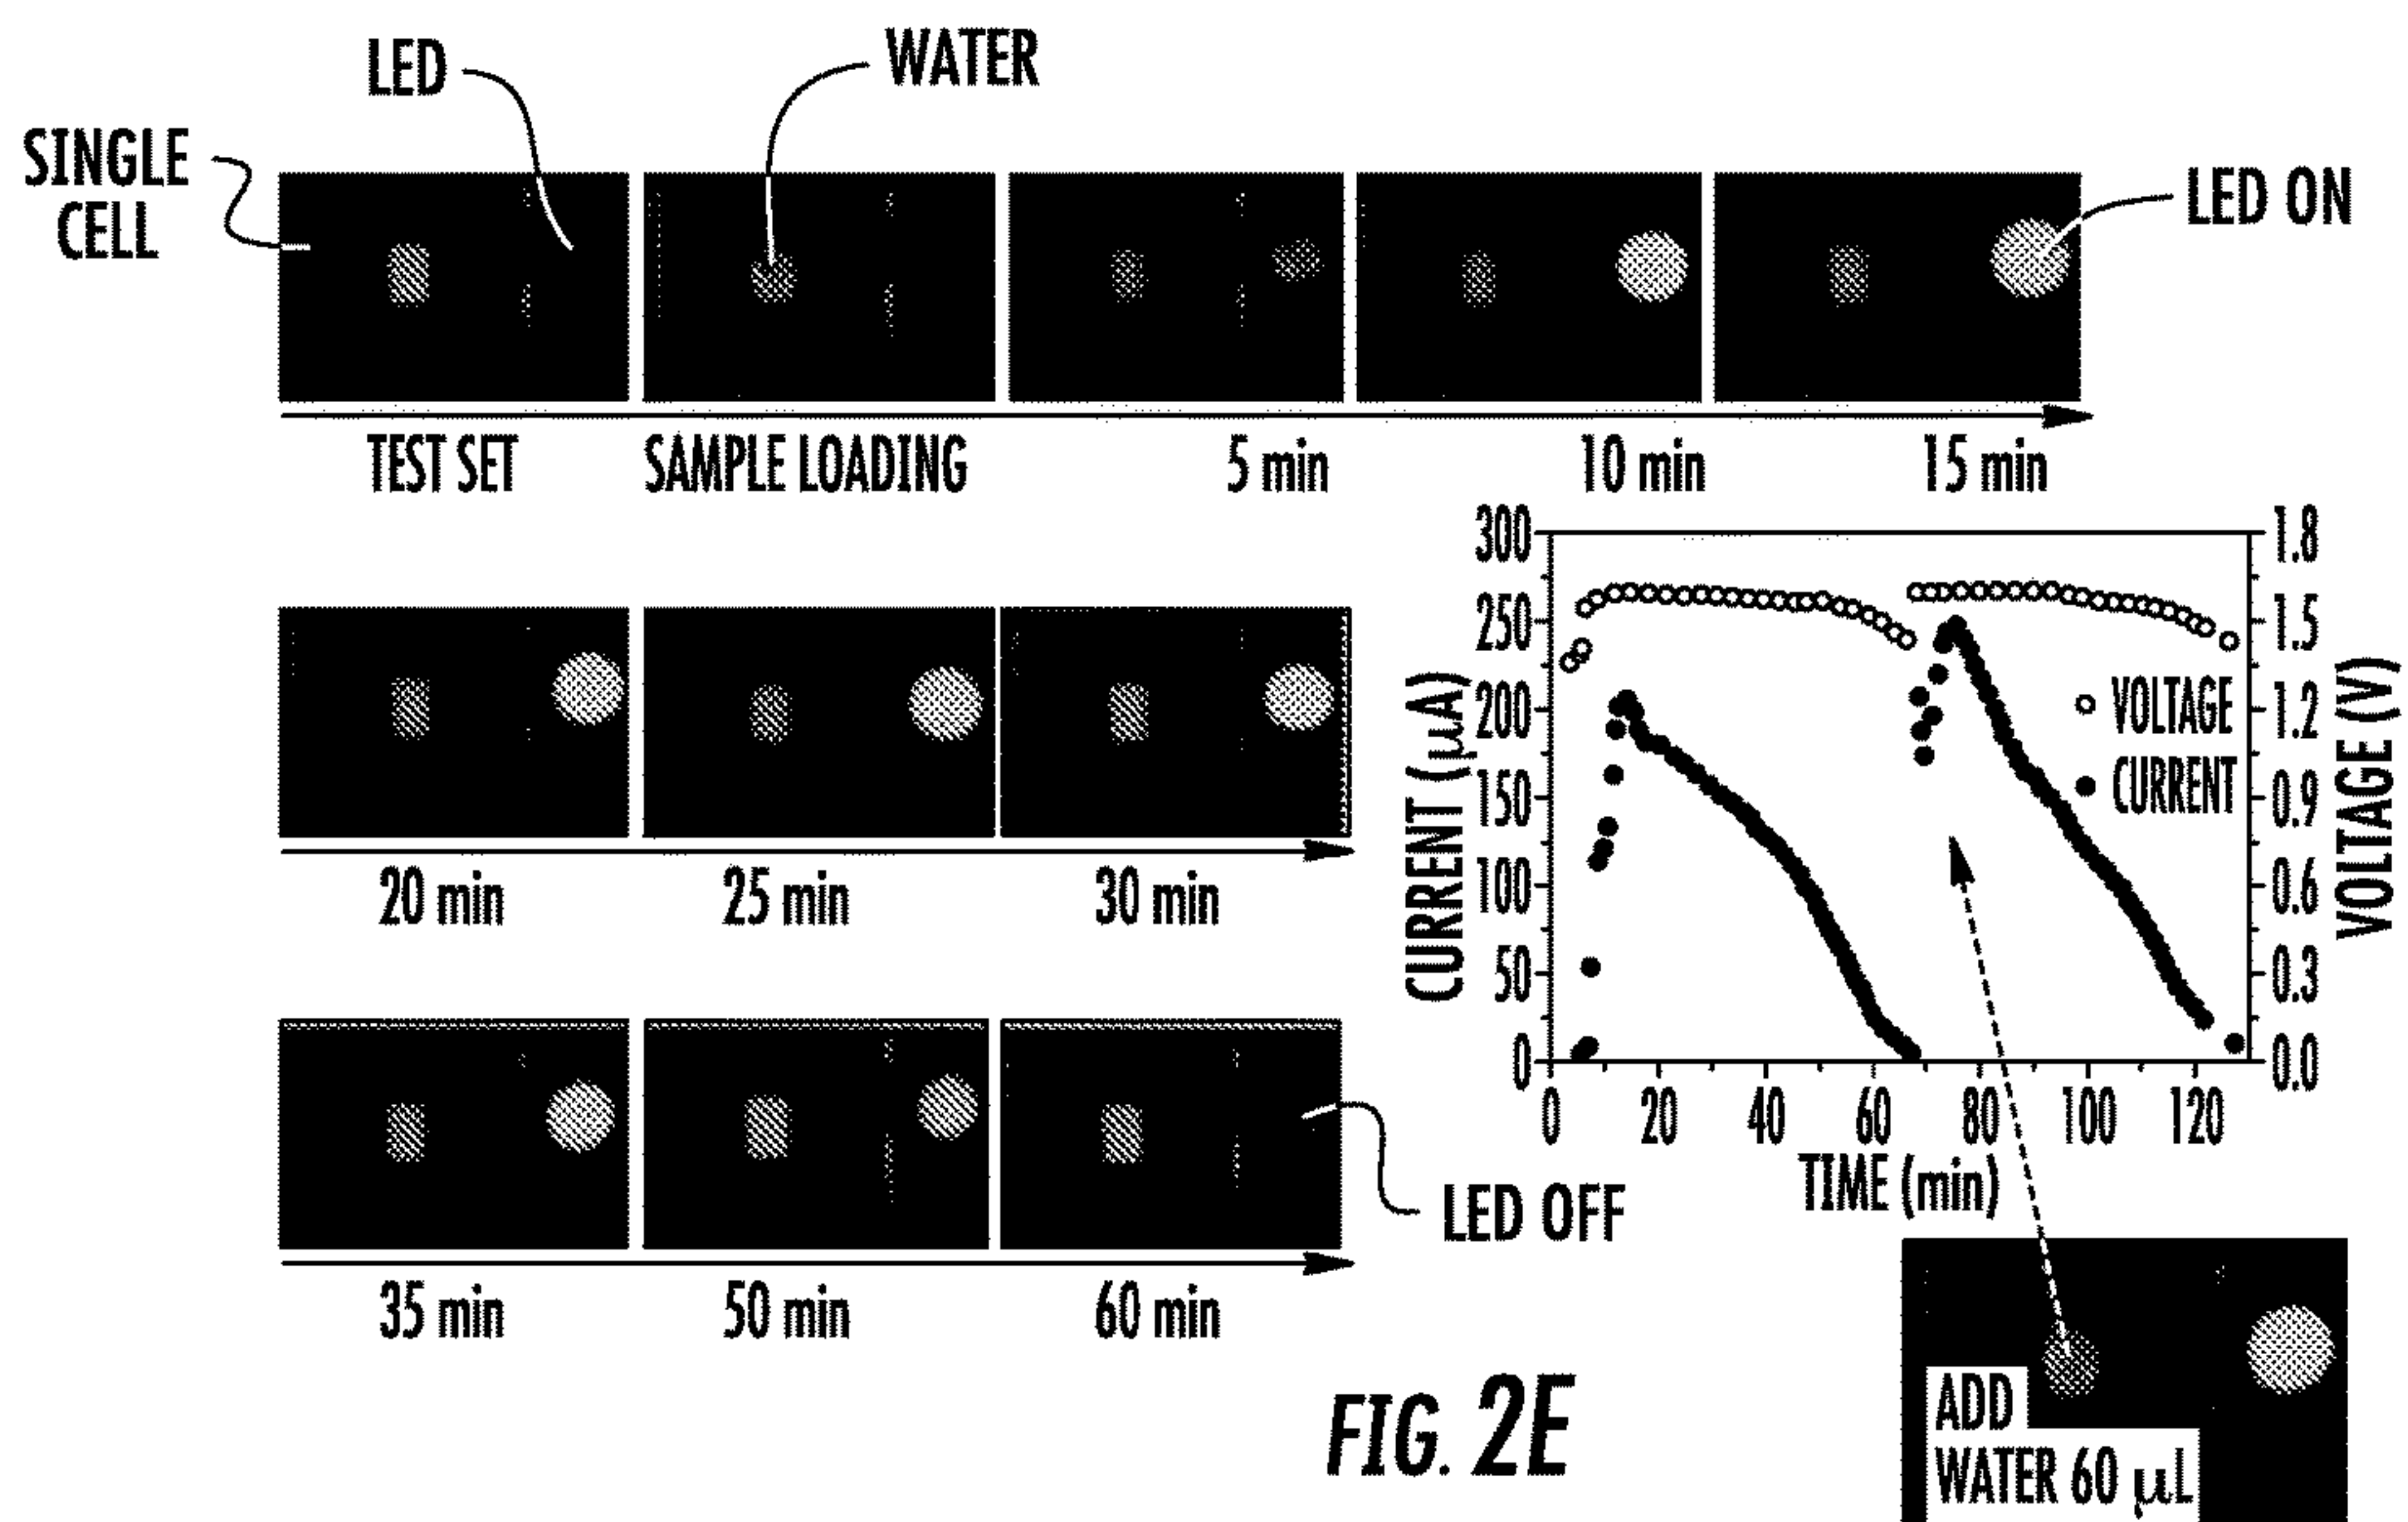 LED
WATER
SINGLE
CELL
LED ON
TEST SET
SAMPLE LOADING
5 min
10 min
15 min
20 min
25 min
30 min
35 min
50 min
60 min
LED OFF
300
250
200
150
100
50
0
CURRENT (μA)
1.8
1.5
1.2
0.9
0.6
0.3
0.0
VOLTAGE (V)
VOLTAGE
CURRENT
0 20 40 60 80 100 120
TIME (min)
ADD
WATER 60 μL
FIG. 2E